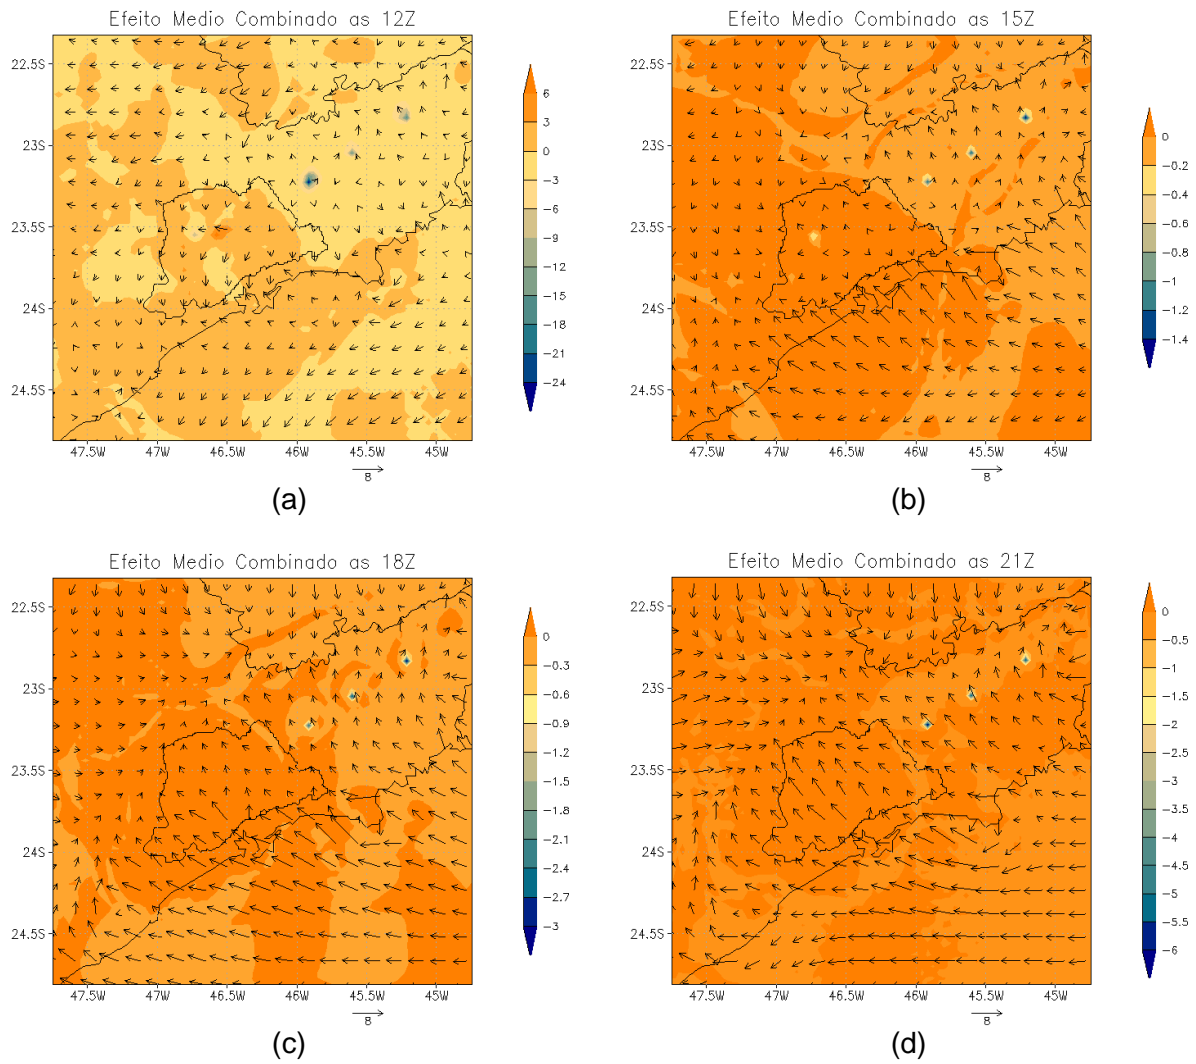 Efeito Medio Combinado as 12Z
22.5S
23S
23.5S
24S
24.5S
47.5W 47W 46.5W 46W 45.5W 45W
8
6
3
0
−3
−6
−9
−12
−15
−18
−21
−24
(a)
Efeito Medio Combinado as 15Z
22.5S
23S
23.5S
24S
24.5S
47.5W 47W 46.5W 46W 45.5W 45W
8
0
−0.2
−0.4
−0.6
−0.8
−1
−1.2
−1.4
(b)
Efeito Medio Combinado as 18Z
22.5S
23S
23.5S
24S
24.5S
47.5W 47W 46.5W 46W 45.5W 45W
8
0
−0.3
−0.6
−0.9
−1.2
−1.5
−1.8
−2.1
−2.4
−2.7
−3
(c)
Efeito Medio Combinado as 21Z
22.5S
23S
23.5S
24S
24.5S
47.5W 47W 46.5W 46W 45.5W 45W
8
0
−0.5
−1
−1.5
−2
−2.5
−3
−3.5
−4
−4.5
−5
−5.5
−6
(d)